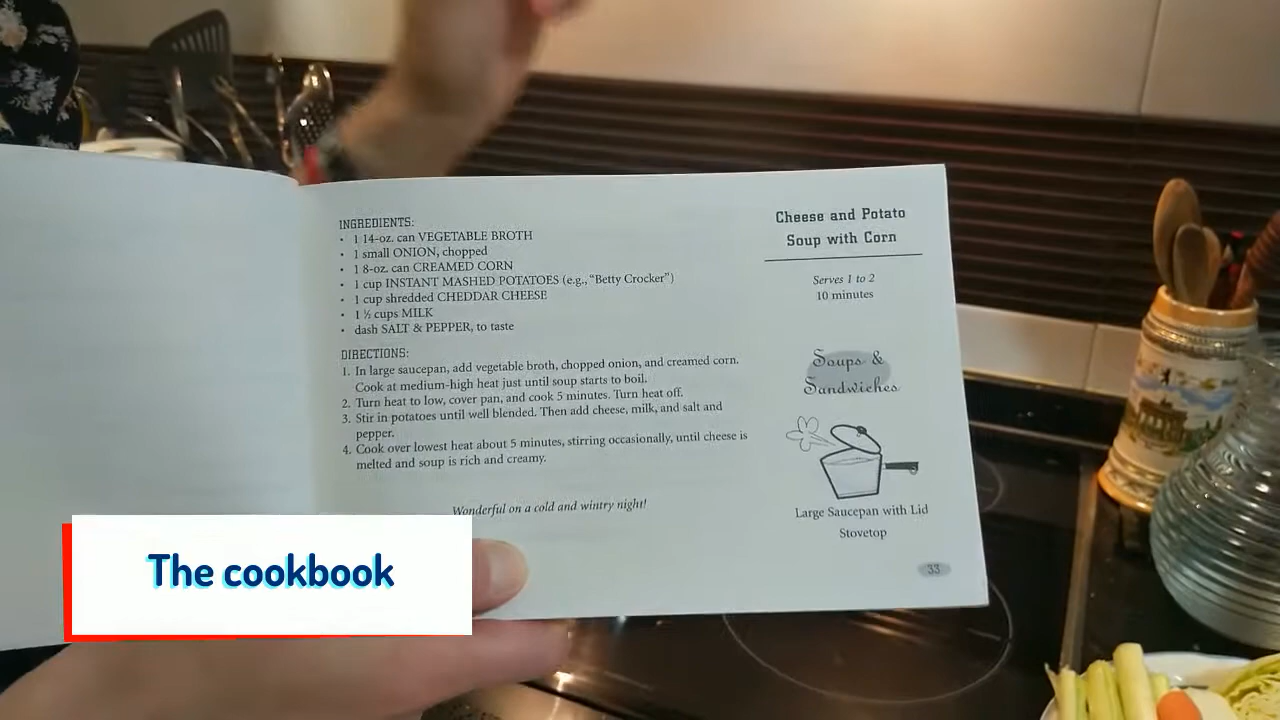 INGREDIENTS:
• 1 14-oz. can VEGETABLE BROTH
• 1 small ONION, chopped
• 1 8-oz. can CREAMED CORN
• 1 cup INSTANT MASHED POTATOES (e.g., “Betty Crocker”)
• 1 cup shredded CHEDDAR CHEESE
• 1 ½ cups MILK
• dash SALT & PEPPER, to taste
DIRECTIONS:
1. In large saucepan, add vegetable broth, chopped onion, and creamed corn.
Cook at medium-high heat just until soup starts to boil.
2. Turn heat to low, cover pan, and cook 5 minutes. Turn heat off.
3. Stir in potatoes until well blended. Then add cheese, milk, and salt and
pepper.
4. Cook over lowest heat about 5 minutes, stirring occasionally, until cheese is
melted and soup is rich and creamy.
Wonderful on a cold and wintry night!
Cheese and Potato
Soup with Corn
Serves 1 to 2
10 minutes
Soups &
Sandwiches
Large Saucepan with Lid
Stovetop
33
The cookbook